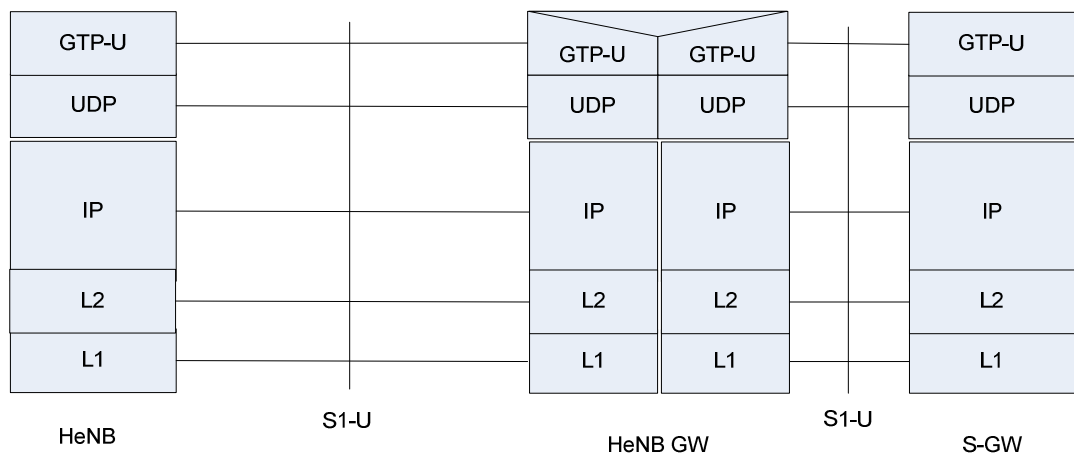 GTP-U GTP-U GTP-U GTP-U
UDP UDP UDP UDP
IP IP IP IP
L2 L2 L2 L2
L1 L1 L1 L1
S1-U S1-U
HeNB HeNB GW S-GW